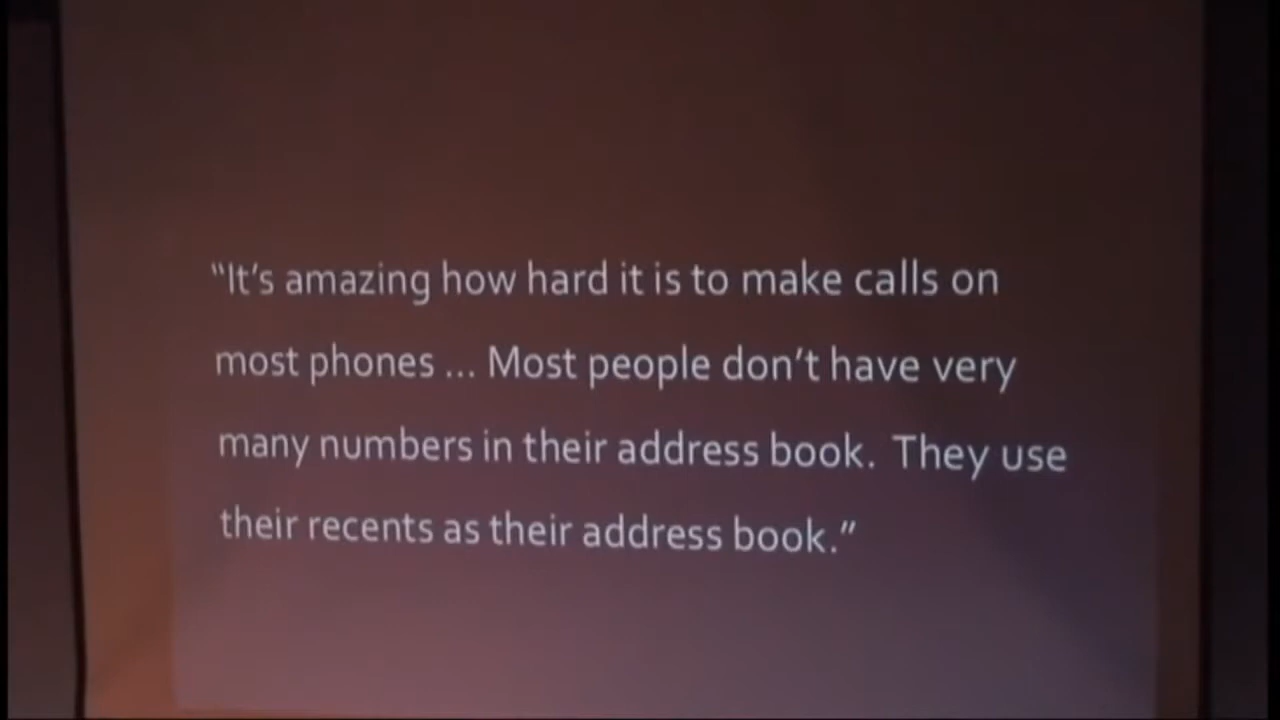 “It’s amazing how hard it is to make calls on
most phones ... Most people don’t have very
many numbers in their address book. They use
their recents as their address book.”